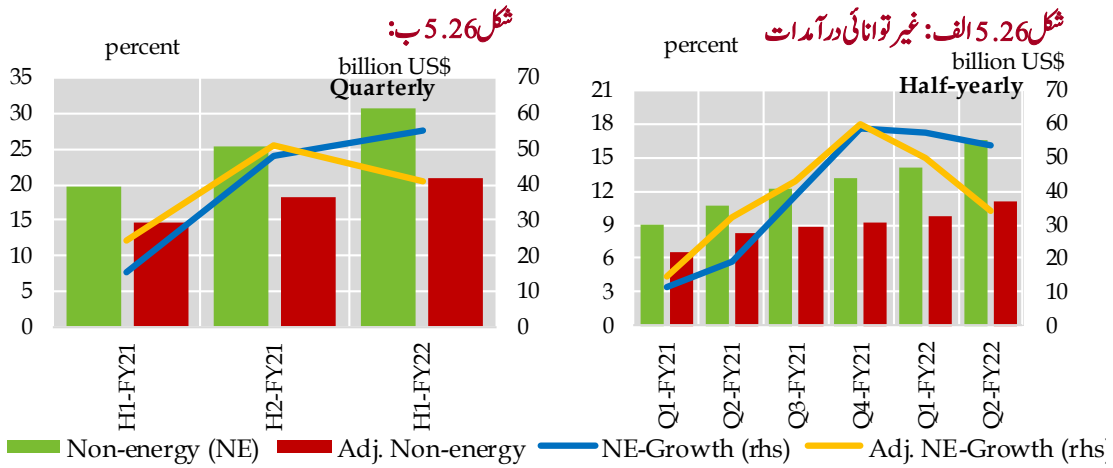 شکل 5.26 الف: غیر توانائی درآمدات
percent
billion US$
Half-yearly
21
18
15
12
9
6
3
0
70
60
50
40
30
20
10
0
Q1-FY21
Q2-FY21
Q3-FY21
Q4-FY21
Q1-FY22
Q2-FY22
شکل 5.26 ب:
percent
billion US$
Quarterly
35
30
25
20
15
10
5
0
70
60
50
40
30
20
10
0
H1-FY21
H2-FY21
H1-FY22
Non-energy (NE) Adj. Non-energy NE-Growth (rhs) Adj. NE-Growth (rhs)